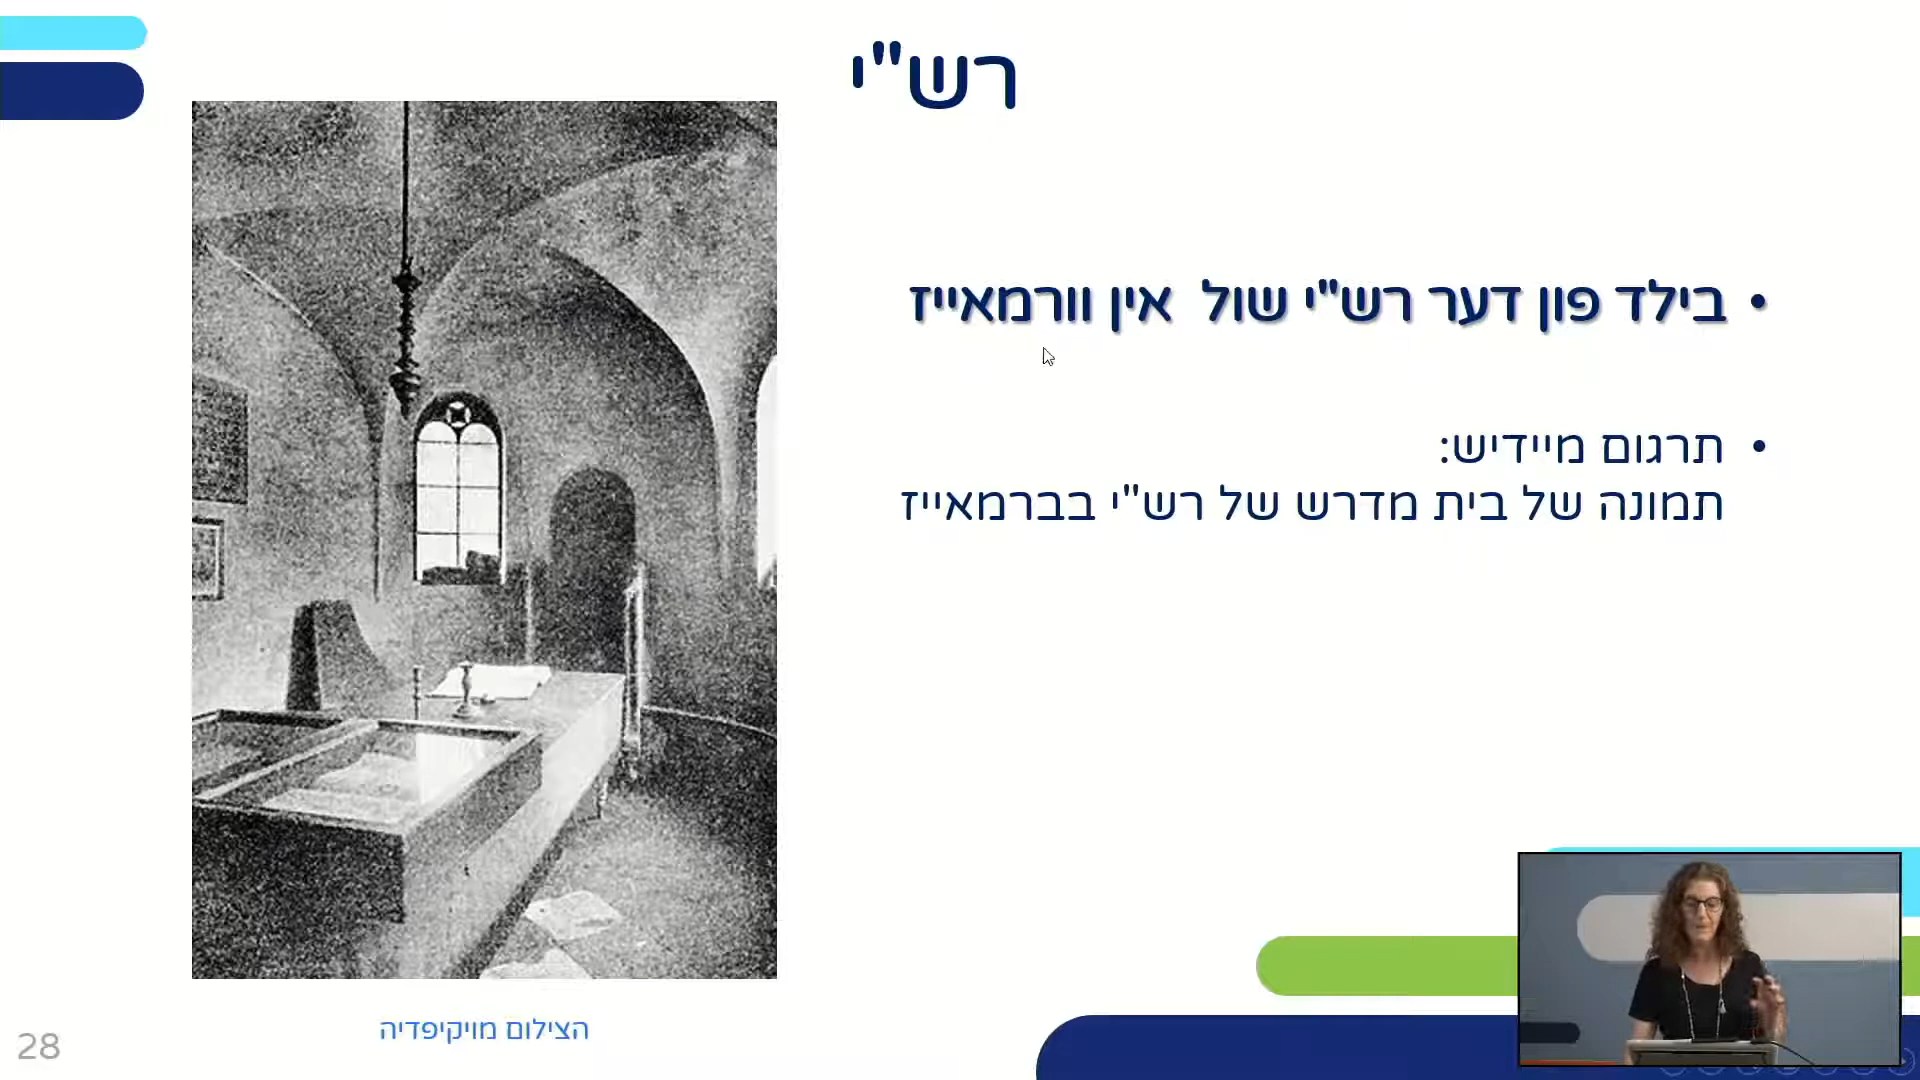 רש"י
בילד פון דער רש"י שול אין וורמאייז
תרגום מיידיש:
תמונה של בית מדרש של רש"י בברמאייז
הצילום מויקיפדיה
28